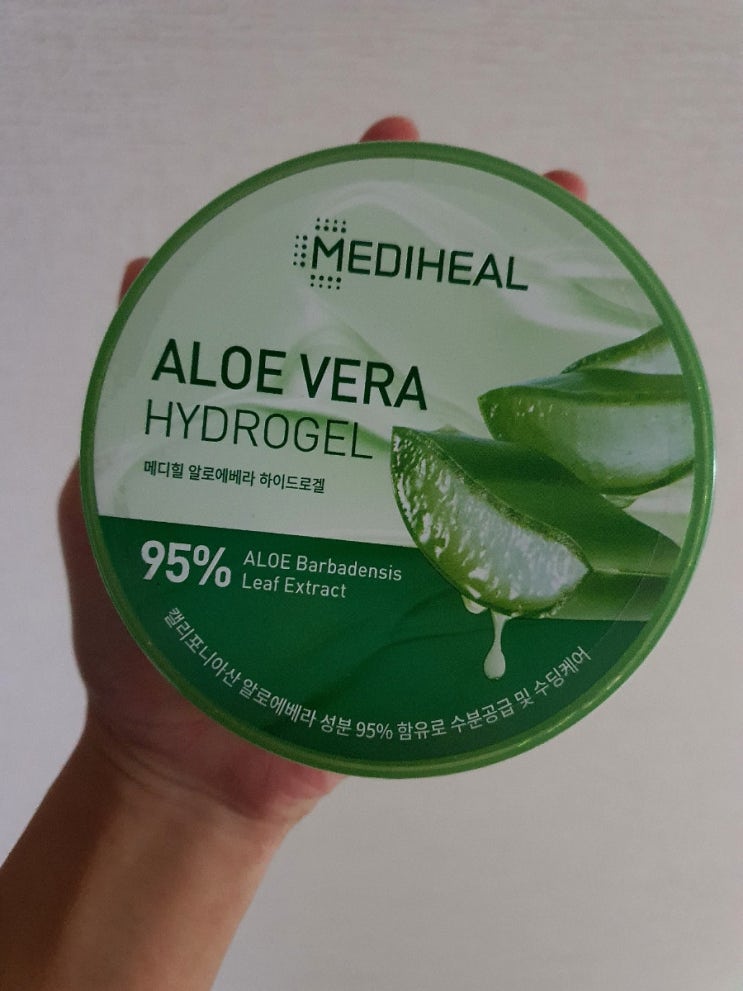 MEDIHEAL
ALOE VERA
HYDROGEL
메디힐 알로에베라 하이드로겔
95% ALOE Barbadensis
Leaf Extract
캘리포니아산 알로에베라 성분 95% 함유로 수분공급 및 수딩케어